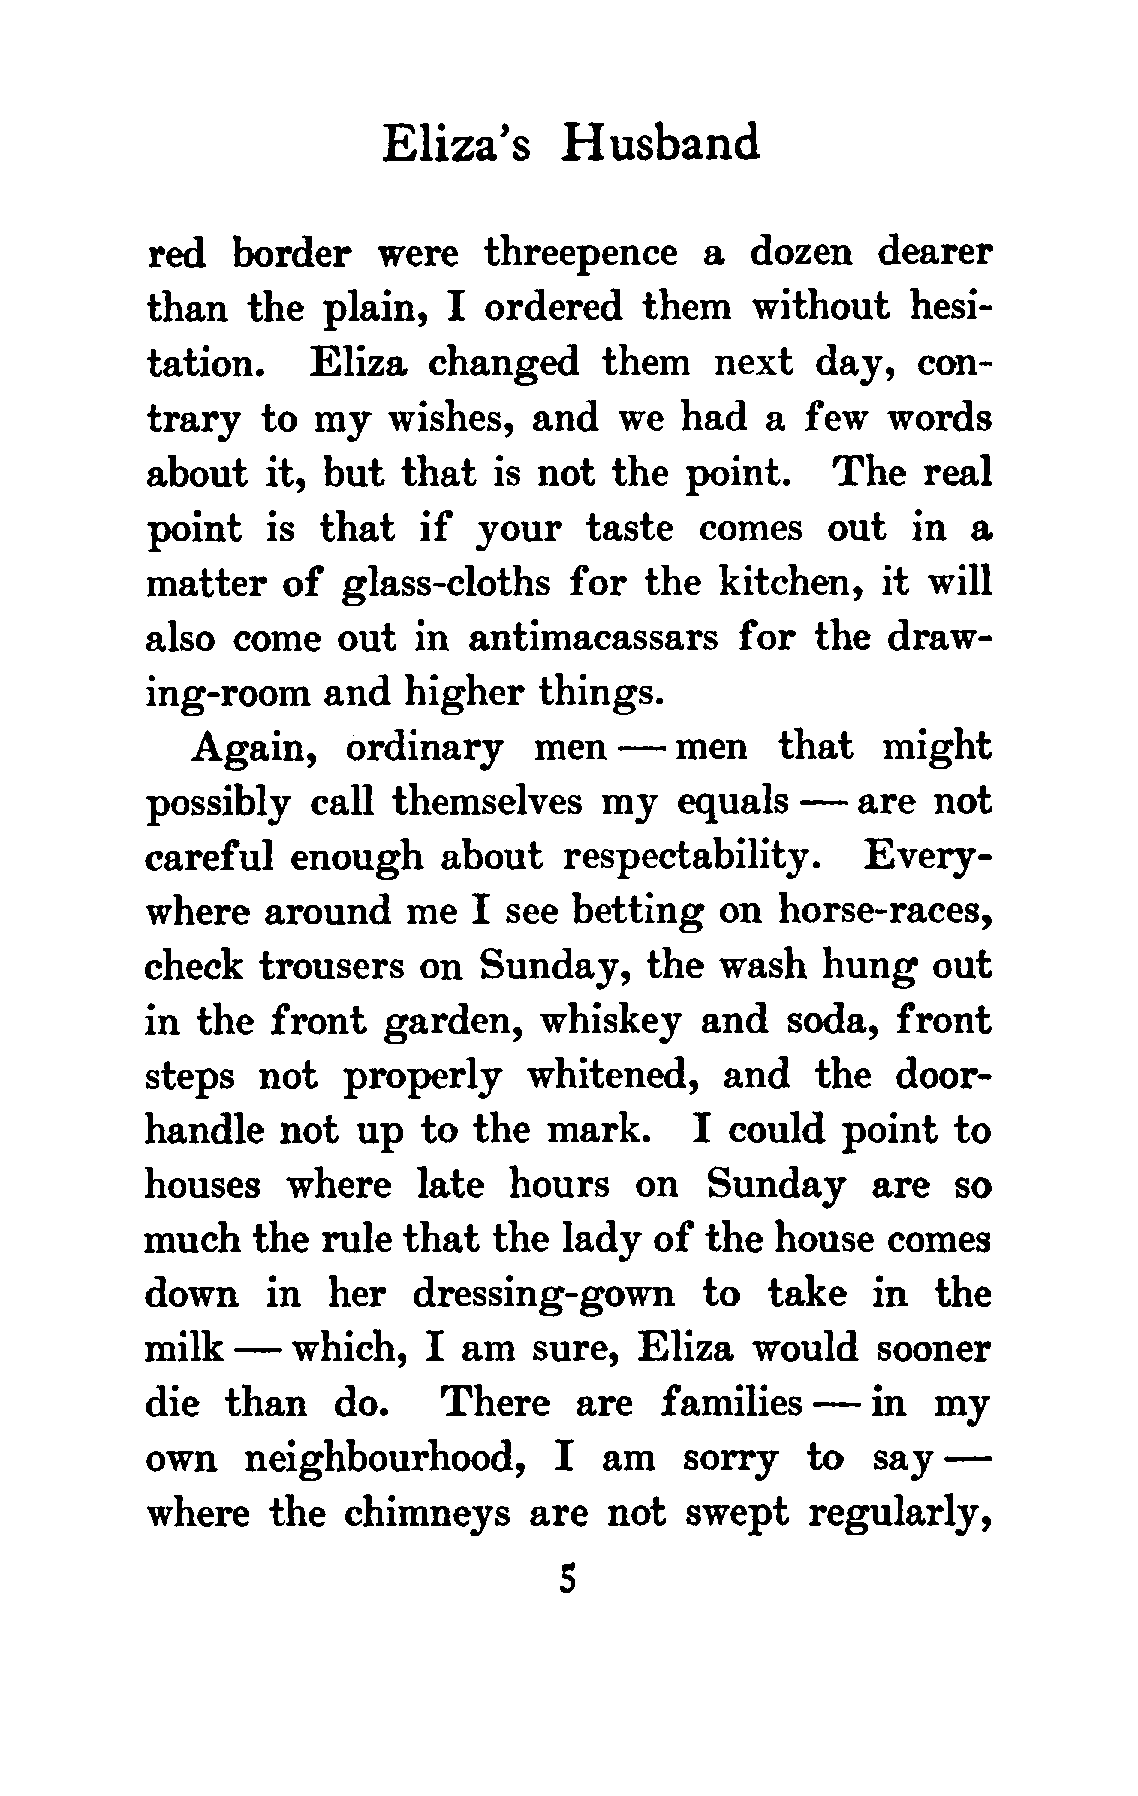 Eliza's Husband
red border were threepence a dozen dearer
than the plain, I ordered them without hesi-
tation. Eliza changed them next day, con-
trary to my wishes, and we had a few words
about it, but that is not the point. The real
point is that if your taste comes out in a
matter of glass-cloths for the kitchen, it will
also come out in antimacassars for the draw-
ing-room and higher things.
Again, ordinary men — men that might
possibly call themselves my equals — are not
careful enough about respectability. Every-
where around me I see betting on horse-races,
check trousers on Sunday, the wash hung out
in the front garden, whiskey and soda, front
steps not properly whitened, and the door-
handle not up to the mark. I could point to
houses where late hours on Sunday are so
much the rule that the lady of the house comes
down in her dressing-gown to take in the
milk — which, I am sure, Eliza would sooner
die than do. There are families — in my
own neighbourhood, I am sorry to say —
where the chimneys are not swept regularly,
5